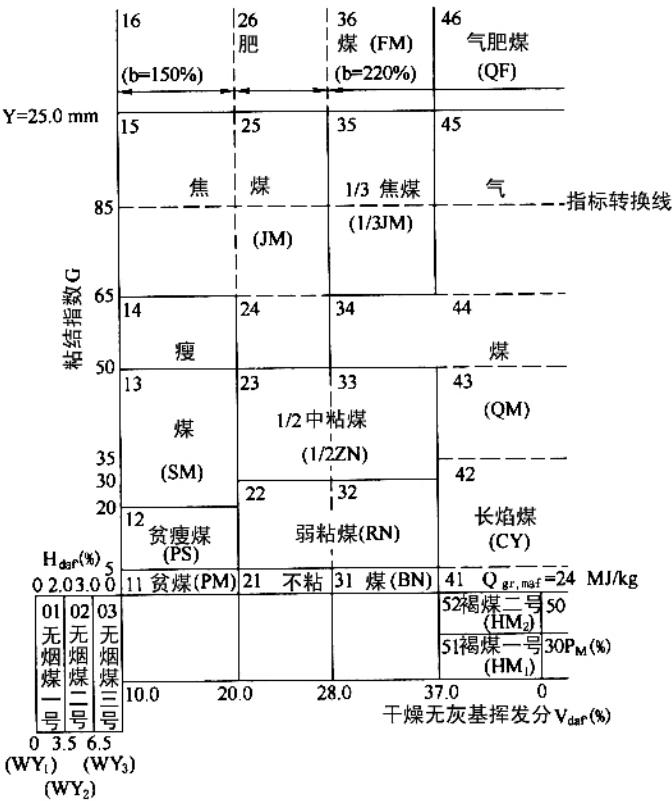 16 26 36 46
肥 煤 (FM) 气肥煤
(b=150%) (b=220%) (QF)
Y=25.0 mm
15 25 35 45
焦 煤 1/3 焦煤 气
85 指标转换线
(JM) (1/3JM)
粘结指数 G
65
14 24 34 44
瘦 煤
50
13 23 33 43
煤 1/2中粘煤 (QM)
35 (SM) (1/2ZN)
30
22 32 42
20
12 长焰煤
贫瘦煤 弱粘煤(RN) (CY)
(PS)
Hdaf(%) 5
0 2.0 3.0 0 11 贫煤(PM) 21 不粘 31 煤(BN) 41 Qgr,maf=24 MJ/kg
01 02 03 52褐煤二号 50
(HM2)
无烟煤一号 无烟煤二号 无烟煤三号 51褐煤一号 30PM(%)
(HM1)
10.0 20.0 28.0 37.0 0
干燥无灰基挥发分Vdaf(%)
0 3.5 6.5
(WY1) (WY3)
(WY2)